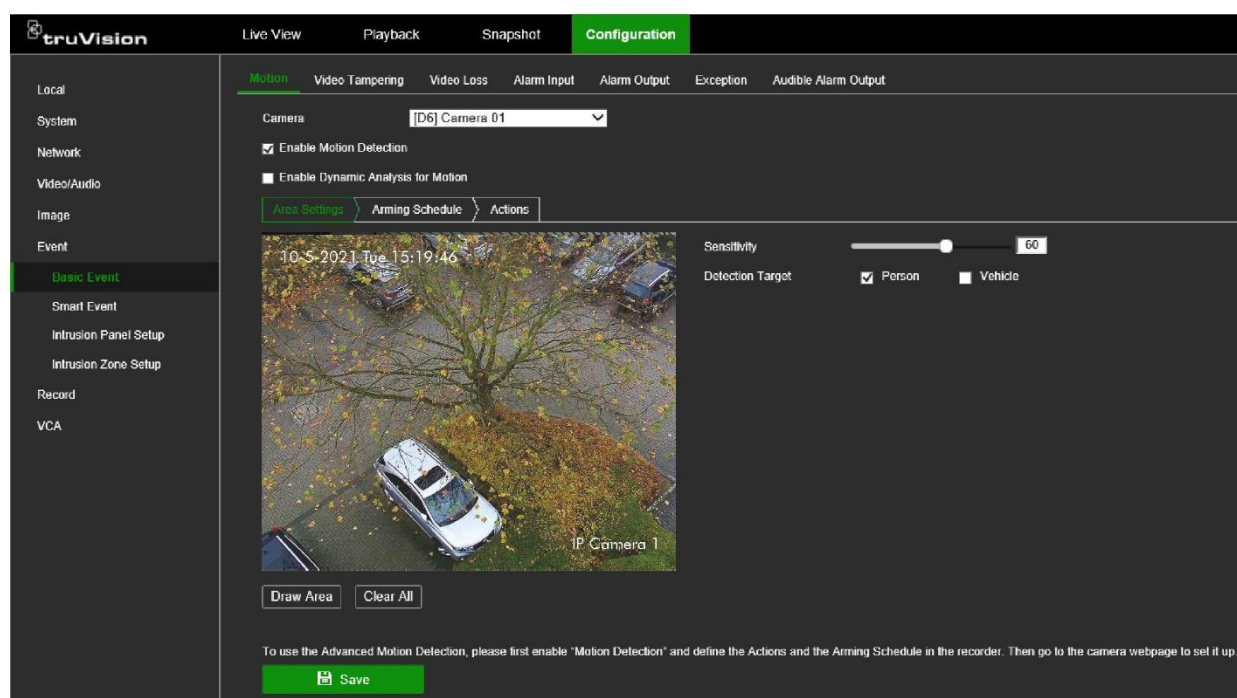 truVision
Live View Playback Snapshot Configuration
Motion Video Tampering Video Loss Alarm Input Alarm Output Exception Audible Alarm Output
Local
System
Network
Video/Audio
Image
Event
Basic Event
Smart Event
Intrusion Panel Setup
Intrusion Zone Setup
Record
VCA
Camera [D6] Camera 01
Enable Motion Detection
Enable Dynamic Analysis for Motion
Area Settings Arming Schedule Actions
10-5-2021 Tue 15:19:46
IP Camera 1
Sensitivity 60
Detection Target Person Vehicle
Draw Area Clear All
To use the Advanced Motion Detection, please first enable "Motion Detection" and define the Actions and the Arming Schedule in the recorder. Then go to the camera webpage to set it up.
Save